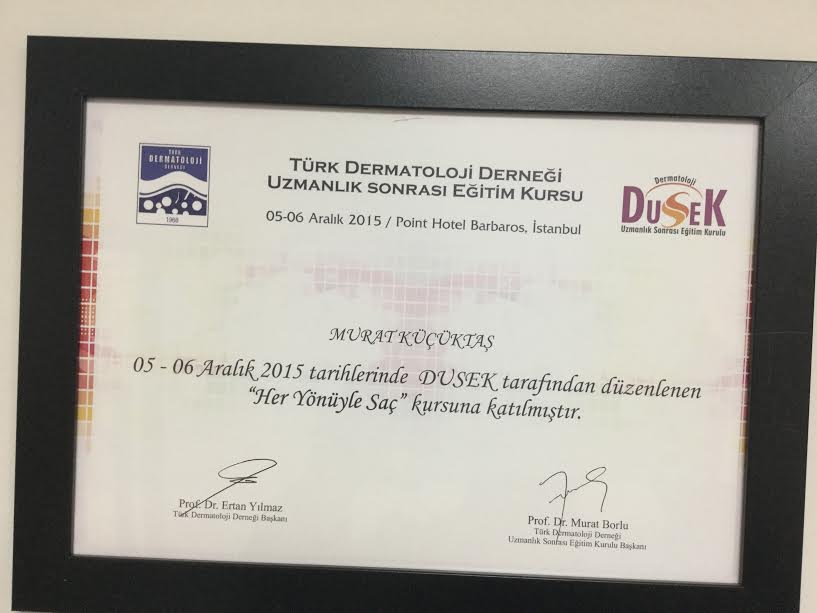 TÜRK
DERMATOLOJİ
DERNEĞİ
1968
TÜRK DERMATOLOJİ DERNEĞİ
UZMANLIK SONRASI EĞİTİM KURSU
05-06 Aralık 2015 / Point Hotel Barbaros, İstanbul
Dermatoloji
DUSEK
Uzmanlık Sonrası Eğitim Kurulu
MURAT KÜÇÜKTAŞ
05 - 06 Aralık 2015 tarihlerinde DUSEK tarafından düzenlenen
“Her Yönüyle Saç” kursuna katılmıştır.
Prof. Dr. Ertan Yılmaz
Türk Dermatoloji Derneği Başkanı
Prof. Dr. Murat Borlu
Türk Dermatoloji Derneği
Uzmanlık Sonrası Eğitim Kurulu Başkanı